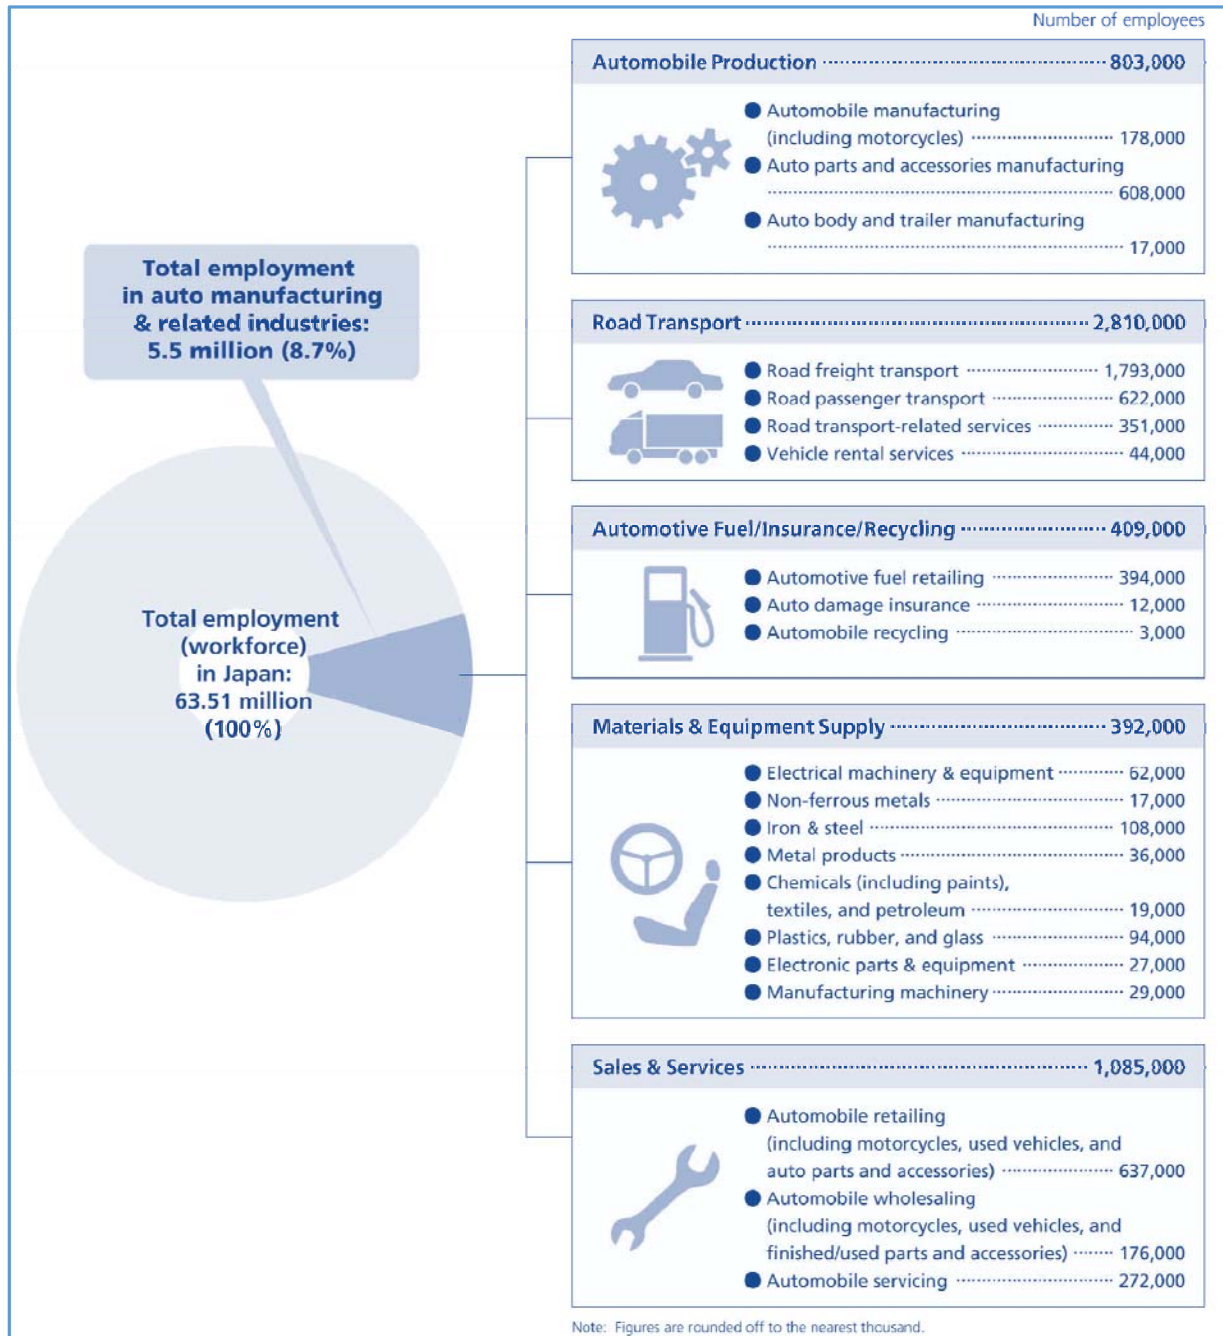 Number of employees
Automobile Production 803,000
Automobile manufacturing
(including motorcycles) 178,000
Auto parts and accessories manufacturing
608,000
Auto body and trailer manufacturing
17,000
Total employment
in auto manufacturing
& related industries:
5.5 million (8.7%)
Road Transport 2,810,000
Road freight transport 1,793,000
Road passenger transport 622,000
Road transport-related services 351,000
Vehicle rental services 44,000
Automotive Fuel/Insurance/Recycling 409,000
Automotive fuel retailing 394,000
Auto damage insurance 12,000
Automobile recycling 3,000
Total employment
(workforce)
in Japan:
63.51 million
(100%)
Materials & Equipment Supply 392,000
Electrical machinery & equipment 62,000
Non-ferrous metals 17,000
Iron & steel 108,000
Metal products 36,000
Chemicals (including paints),
textiles, and petroleum 19,000
Plastics, rubber, and glass 94,000
Electronic parts & equipment 27,000
Manufacturing machinery 29,000
Sales & Services 1,085,000
Automobile retailing
(including motorcycles, used vehicles, and
auto parts and accessories) 637,000
Automobile wholesaling
(including motorcycles, used vehicles, and
finished/used parts and accessories) 176,000
Automobile servicing 272,000
Note: Figures are rounded off to the nearest thousand.